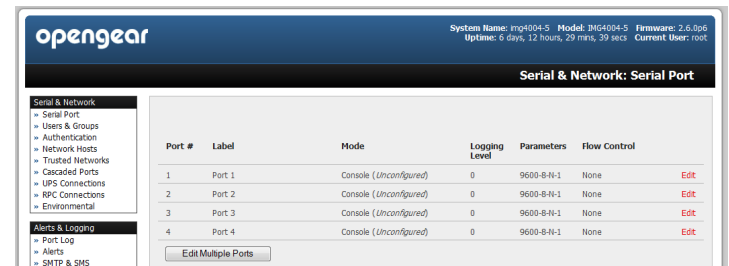 opengear
System Name: img4004-5 Model: IMG4004-5 Firmware: 2.6.0p6
Uptime: 6 days, 12 hours, 29 mins, 39 secs Current User: root
Serial & Network: Serial Port
Serial & Network
» Serial Port
» Users & Groups
» Authentication
» Network Hosts
» Trusted Networks
» Cascaded Ports
» UPS Connections
» RPC Connections
» Environmental
Alerts & Logging
» Port Log
» Alerts
» SMTP & SMS
Port # Label Mode Logging Level Parameters Flow Control
1 Port 1 Console (Unconfigured) 0 9600-8-N-1 None Edit
2 Port 2 Console (Unconfigured) 0 9600-8-N-1 None Edit
3 Port 3 Console (Unconfigured) 0 9600-8-N-1 None Edit
4 Port 4 Console (Unconfigured) 0 9600-8-N-1 None Edit
Edit Multiple Ports